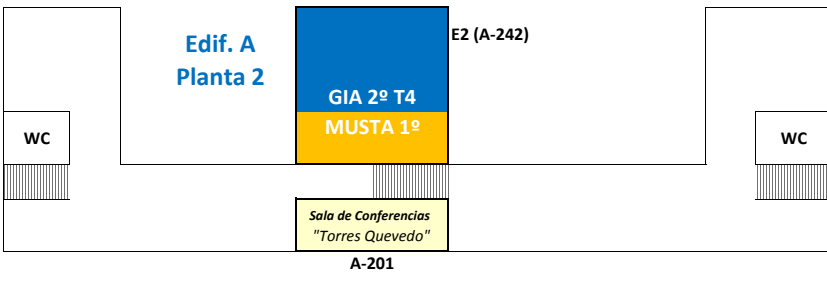 Edif. A
Planta 2
E2 (A-242)
GIA 2º T4
MUSTA 1º
WC
WC
Sala de Conferencias
"Torres Quevedo"
A-201